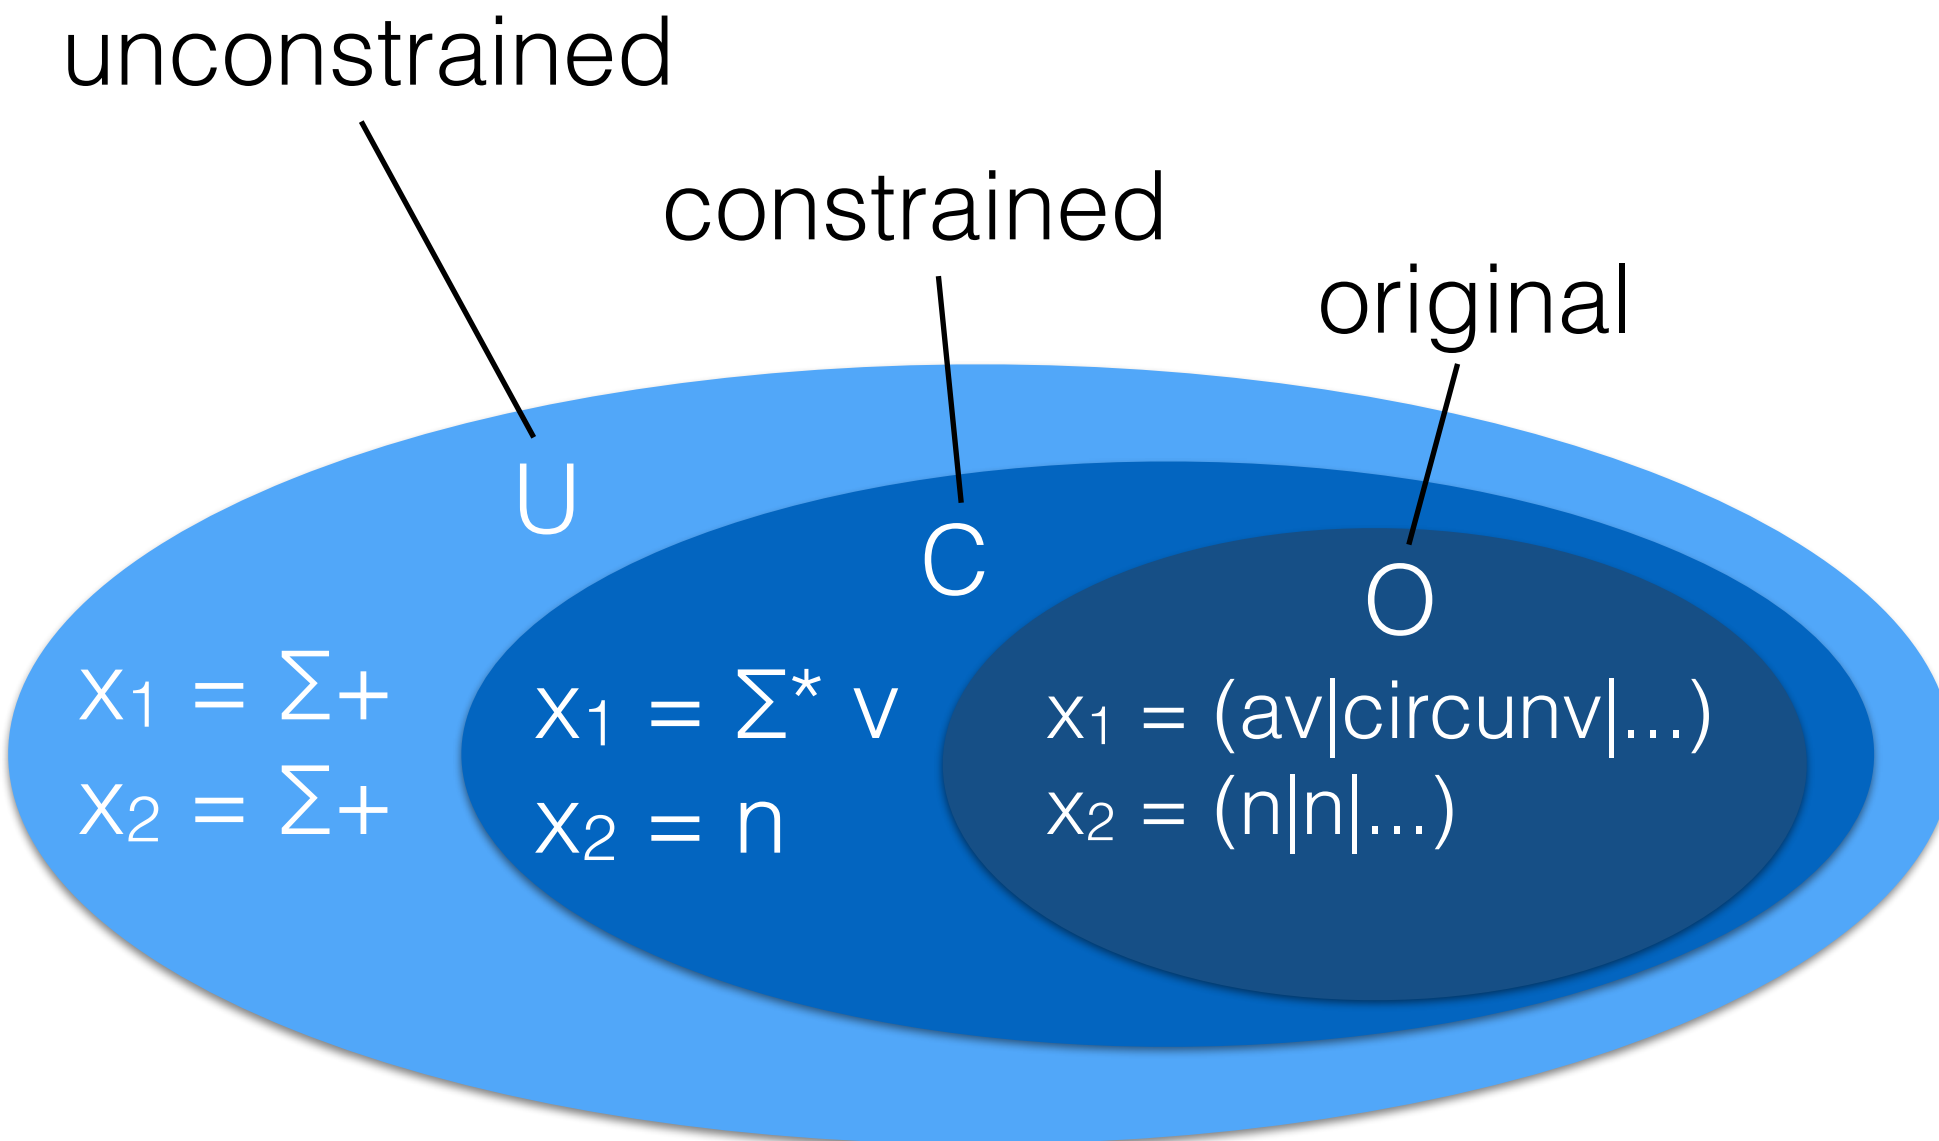 unconstrained
constrained
original
U
C
O
x₁ = Σ+
x₂ = Σ+
x₁ = Σ* v
x₂ = n
x₁ = (av|circunv|...)
x₂ = (n|n|...)